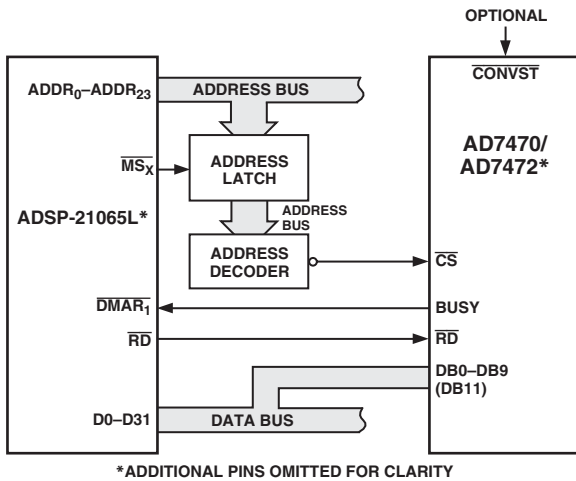 OPTIONAL
CONVST
ADDR0–ADDR23
ADDRESS BUS
AD7470/
AD7472*
MSX
ADDRESS
LATCH
ADSP-21065L*
ADDRESS
BUS
ADDRESS
DECODER
CS
DMAR1
BUSY
RD
RD
DB0–DB9
(DB11)
D0–D31
DATA BUS
*ADDITIONAL PINS OMITTED FOR CLARITY